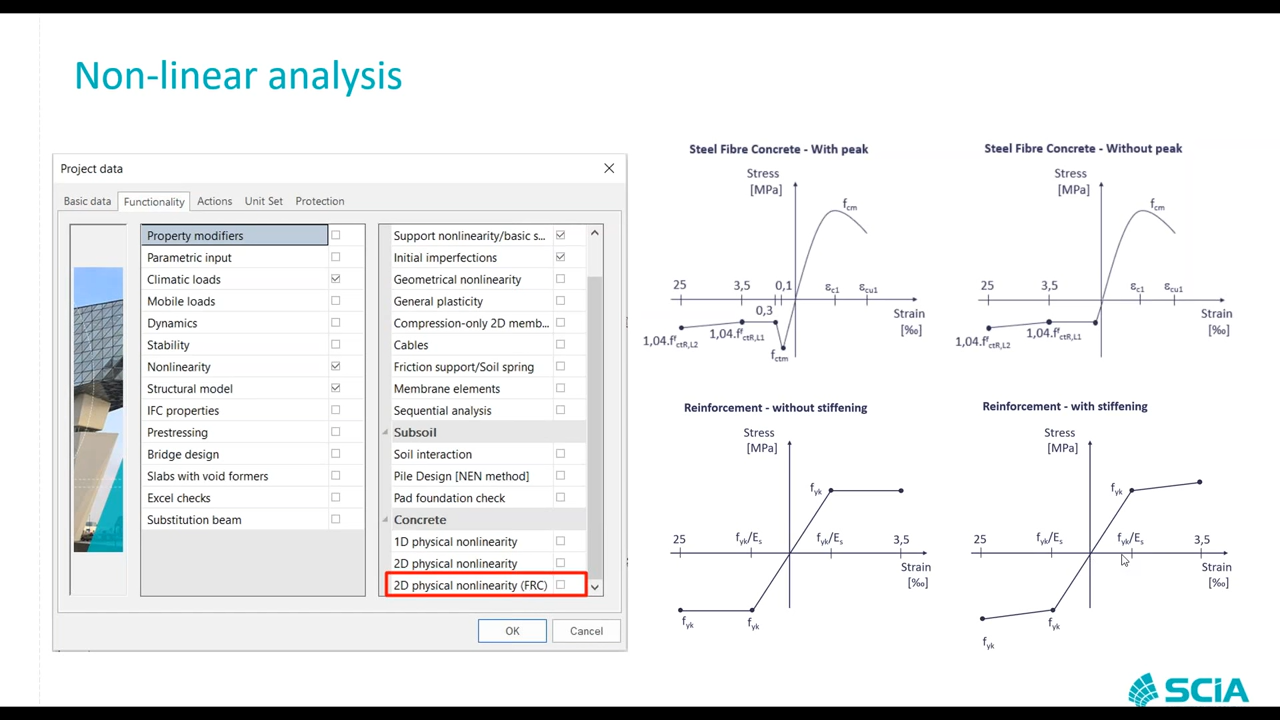 Non-linear analysis
Project data
Basic data Functionality Actions Unit Set Protection
Property modifiers
Parametric input
Climatic loads
Mobile loads
Dynamics
Stability
Nonlinearity
Structural model
IFC properties
Prestressing
Bridge design
Slabs with void formers
Excel checks
Substitution beam
Support nonlinearity/basic s...
Initial imperfections
Geometrical nonlinearity
General plasticity
Compression-only 2D memb...
Cables
Friction support/Soil spring
Membrane elements
Sequential analysis
Subsoil
Soil interaction
Pile Design [NEN method]
Pad foundation check
Concrete
1D physical nonlinearity
2D physical nonlinearity
2D physical nonlinearity (FRC)
OK Cancel
Steel Fibre Concrete - With peak
Stress
[MPa]
fcm
25 3,5 0,1 εc1 εcu1
0,3
Strain
[‰]
1,04.f'ctR,L2 1,04.f'ctR,L1
fctm
Steel Fibre Concrete - Without peak
Stress
[MPa]
fcm
25 3,5 εc1 εcu1
Strain
[‰]
1,04.f'ctR,L2 1,04.f'ctR,L1
Reinforcement - without stiffening
Stress
[MPa]
fyk
25 fyk/Es fyk/Es 3,5
Strain
[‰]
fyk fyk
Reinforcement - with stiffening
Stress
[MPa]
fyk
25 fyk/Es fyk/Es 3,5
Strain
[‰]
fyk
fyk
SCiA